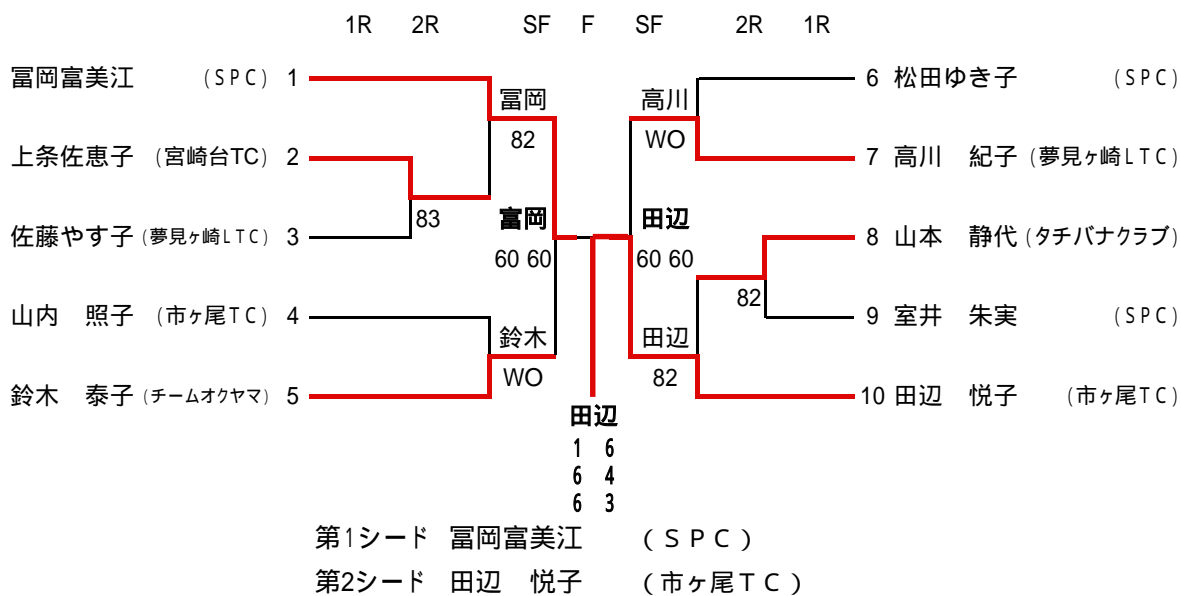 1R 2R SF F SF 2R 1R
冨岡富美江 (SPC) 1
6 松田ゆき子 (SPC)
冨岡
高川
82
WO
上条佐恵子 (宮崎台TC) 2
7 高川 紀子 (夢見ヶ崎LTC)
83
冨岡
田辺
佐藤やす子 (夢見ヶ崎LTC) 3
8 山本 静代 (タチバナクラブ)
60 60
60 60
82
山内 照子 (市ヶ尾TC) 4
9 室井 朱実 (SPC)
鈴木
田辺
WO
82
鈴木 泰子 (チームオクヤマ) 5
10 田辺 悦子 (市ヶ尾TC)
田辺
1 6
6 4
6 3
第1シード 冨岡富美江 (SPC)
第2シード 田辺 悦子 (市ヶ尾TC)